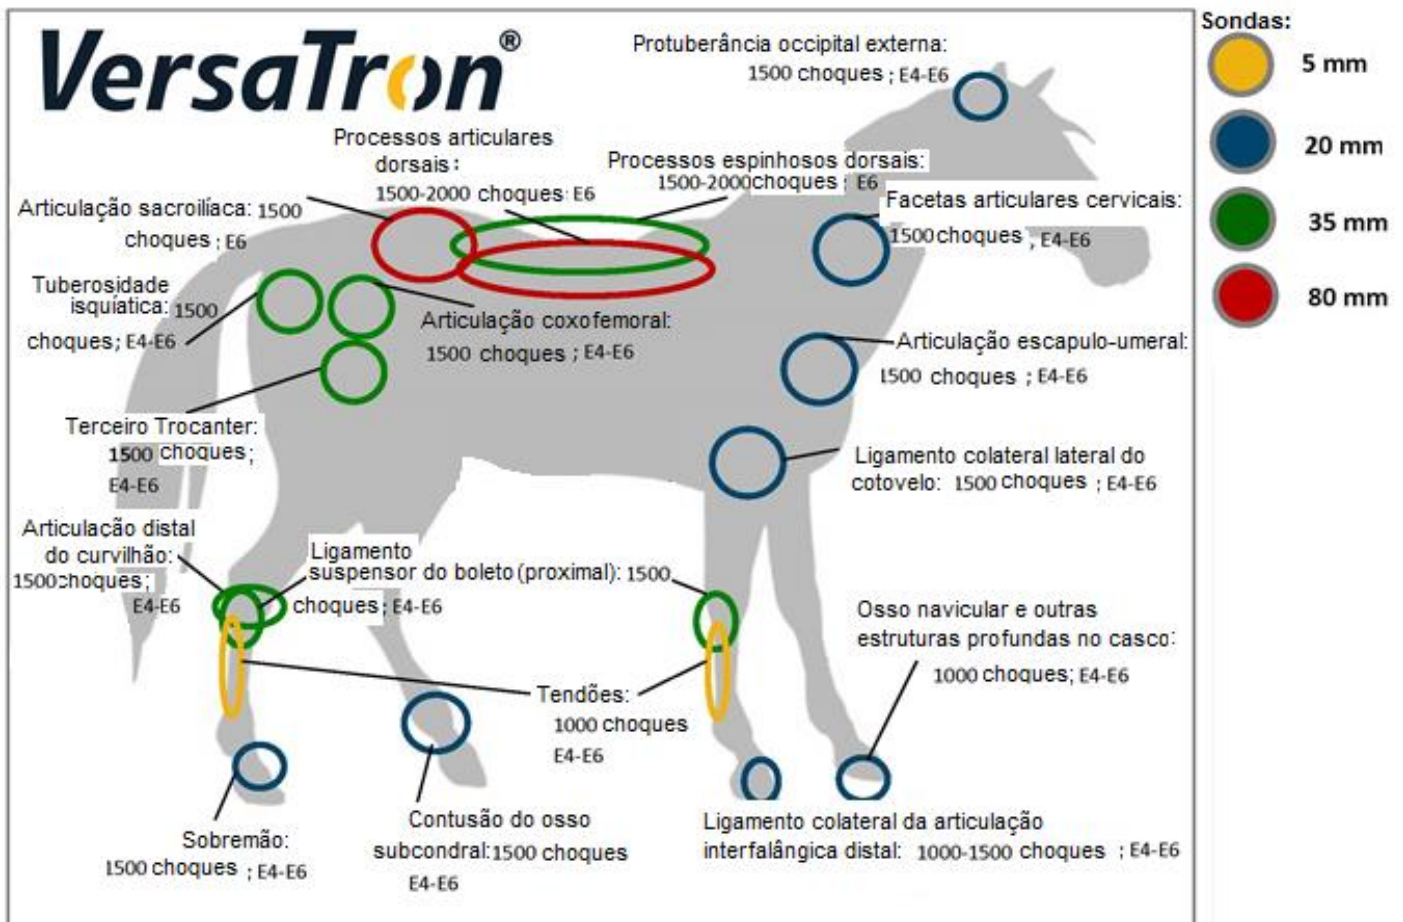 VersaTron®
Protuberância occipital externa:
1500 choques ; E4-E6
Processos articulares
dorsais:
1500-2000 choques: E6
Processos espinhosos dorsais:
1500-2000choques ; E6
Facetas articulares cervicais:
1500choques ; E4-E6
Articulação sacroilíaca: 1500
choques ; E6
Tuberosidade
isquíatica: 1500
choques; E4-E6
Articulação coxofemoral:
1500 choques ; E4-E6
Articulação escapulo-umeral:
1500 choques ; E4-E6
Terceiro Trocanter:
1500 choques;
E4-E6
Ligamento colateral lateral do
cotovelo: 1500 choques ; E4-E6
Articulação distal
do curvilhão:
1500choques;
E4-E6
Ligamento
suspensor do boleto (proximal): 1500
choques; E4-E6
Osso navicular e outras
estruturas profundas no casco:
1000 choques; E4-E6
Tendões:
1000 choques
E4-E6
Sobremão:
1500 choques ; E4-E6
Contusão do osso
subcondral: 1500 choques
E4-E6
Ligamento colateral da articulação
interfalângica distal: 1000-1500 choques ; E4-E6
Sondas:
5 mm
20 mm
35 mm
80 mm